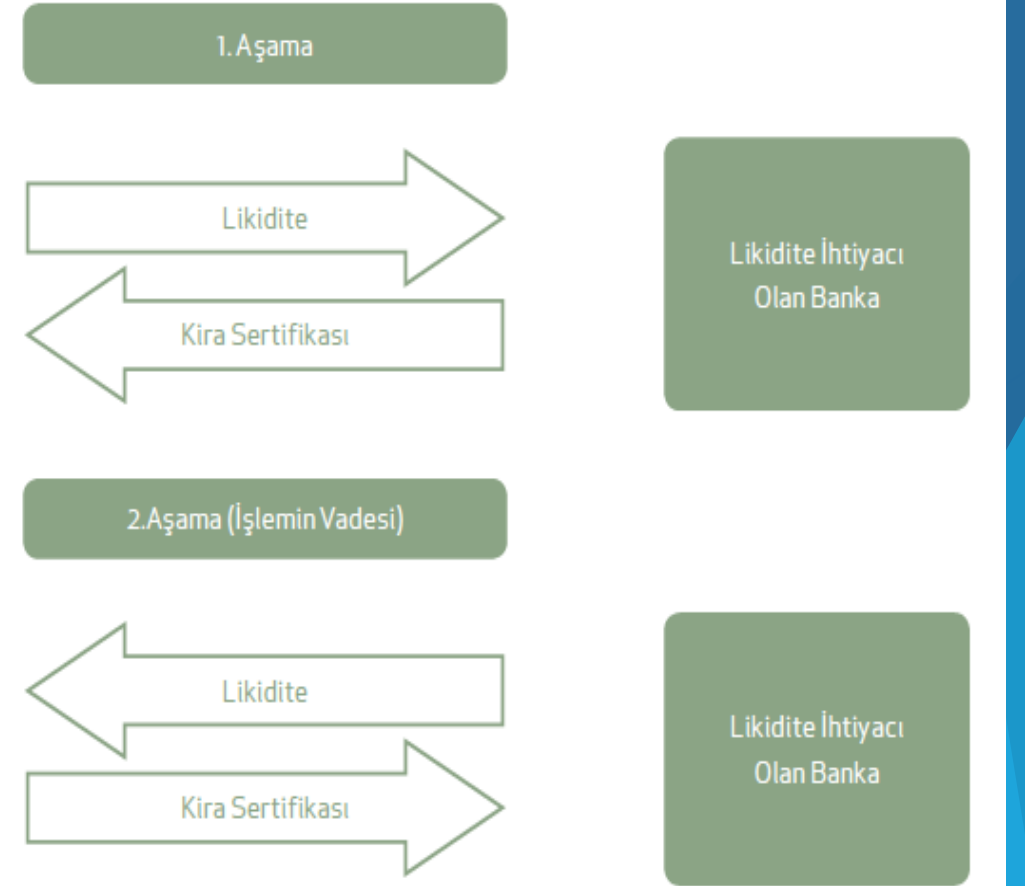 1. Aşama
Likidite
Kira Sertifikası
Likidite İhtiyacı
Olan Banka
2.Aşama (İşlemin Vadesi)
Likidite
Kira Sertifikası
Likidite İhtiyacı
Olan Banka